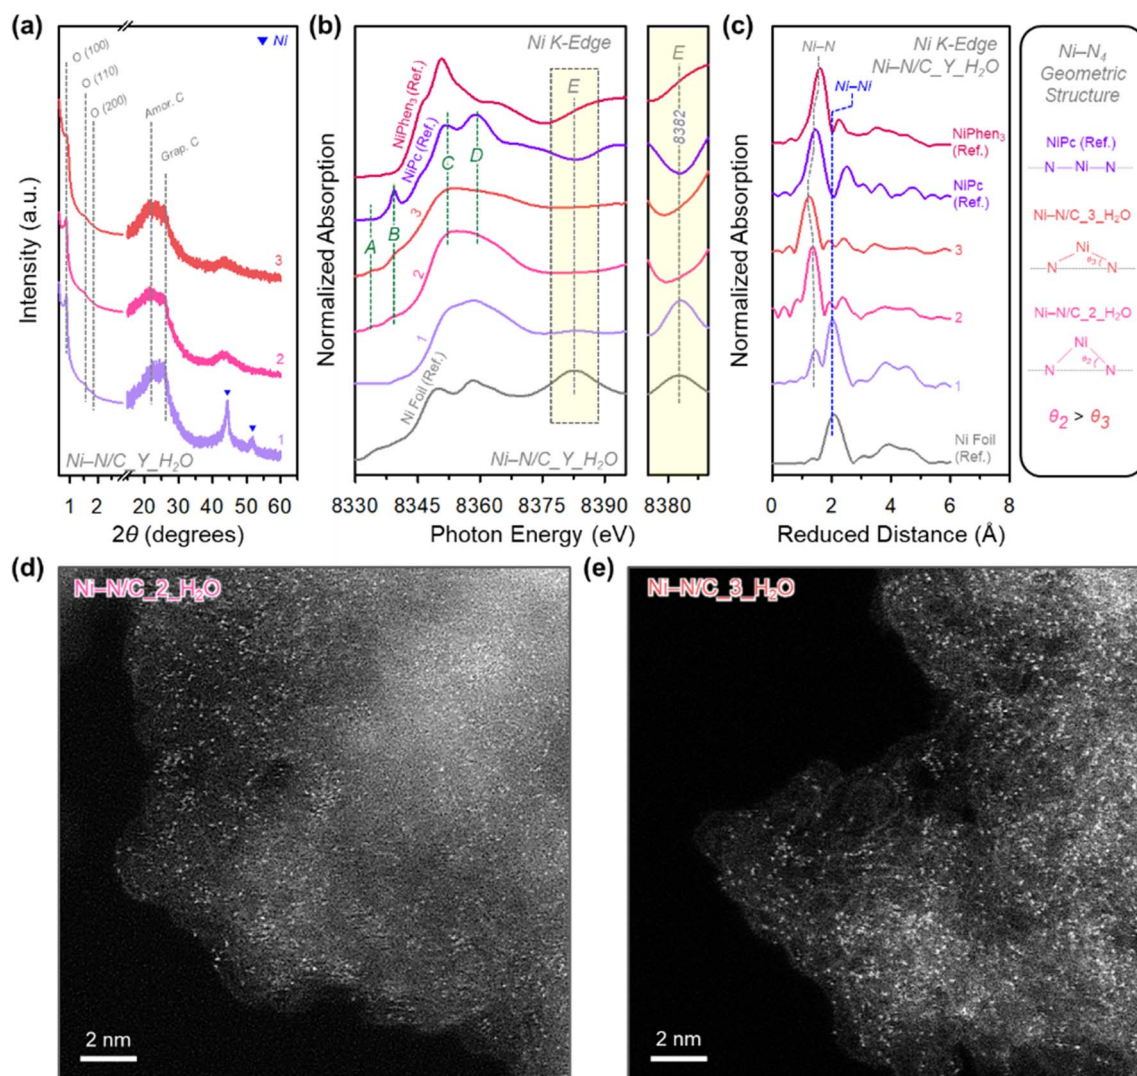 (a)
O (100)
O (110)
O (200)
Amor. C
Grap. C
Ni
3
2
1
Ni–N/C_Y_H₂O
Intensity (a.u.)
1 2 20 30 40 50 60
2θ (degrees)
(b)
Ni K-Edge
NiPhen₃ (Ref.)
NiPc (Ref.)
3
2
1
Ni Foil (Ref.)
A
B
C
D
E
Ni–N/C_Y_H₂O
E
8382
Normalized Absorption
8330 8345 8360 8375 8390 8380
Photon Energy (eV)
(c)
Ni–N
Ni K-Edge
Ni–N/C_Y_H₂O
Ni–Ni
NiPhen₃
(Ref.)
NiPc
(Ref.)
3
2
1
Ni Foil
(Ref.)
Normalized Absorption
0 2 4 6 8
Reduced Distance (Å)
Ni–N₄
Geometric
Structure
NiPc (Ref.)
N Ni N
Ni–N/C_3_H₂O
Ni
θ₃
N N
Ni–N/C_2_H₂O
Ni
θ₂
N N
θ₂ > θ₃
(d)
Ni–N/C_2_H₂O
2 nm
(e)
Ni–N/C_3_H₂O
2 nm